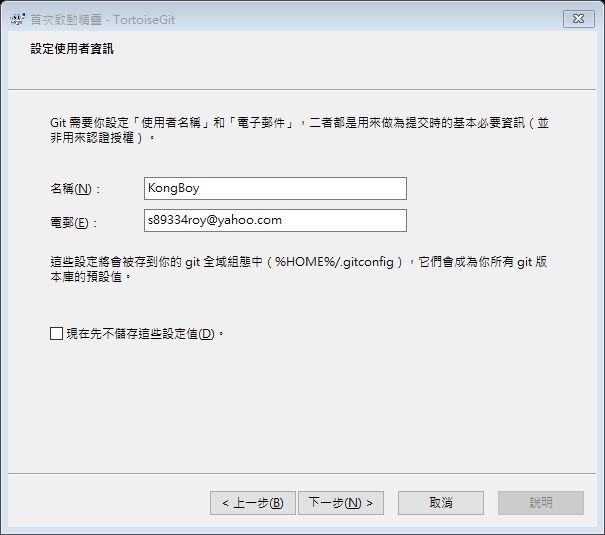 首次啟動精靈 - TortoiseGit
設定使用者資訊
Git 需要你設定「使用者名稱」和「電子郵件」，二者都是用來做為提交時的基本必要資訊（並
非用來認證授權）。
名稱(N)：
KongBoy
電郵(E)：
s89334roy@yahoo.com
這些設定將會被存到你的 git 全域組態中（%HOME%/.gitconfig），它們會成為你所有 git 版
本庫的預設值。
現在先不儲存這些設定值(D)。
< 上一步(B)
下一步(N) >
取消
說明